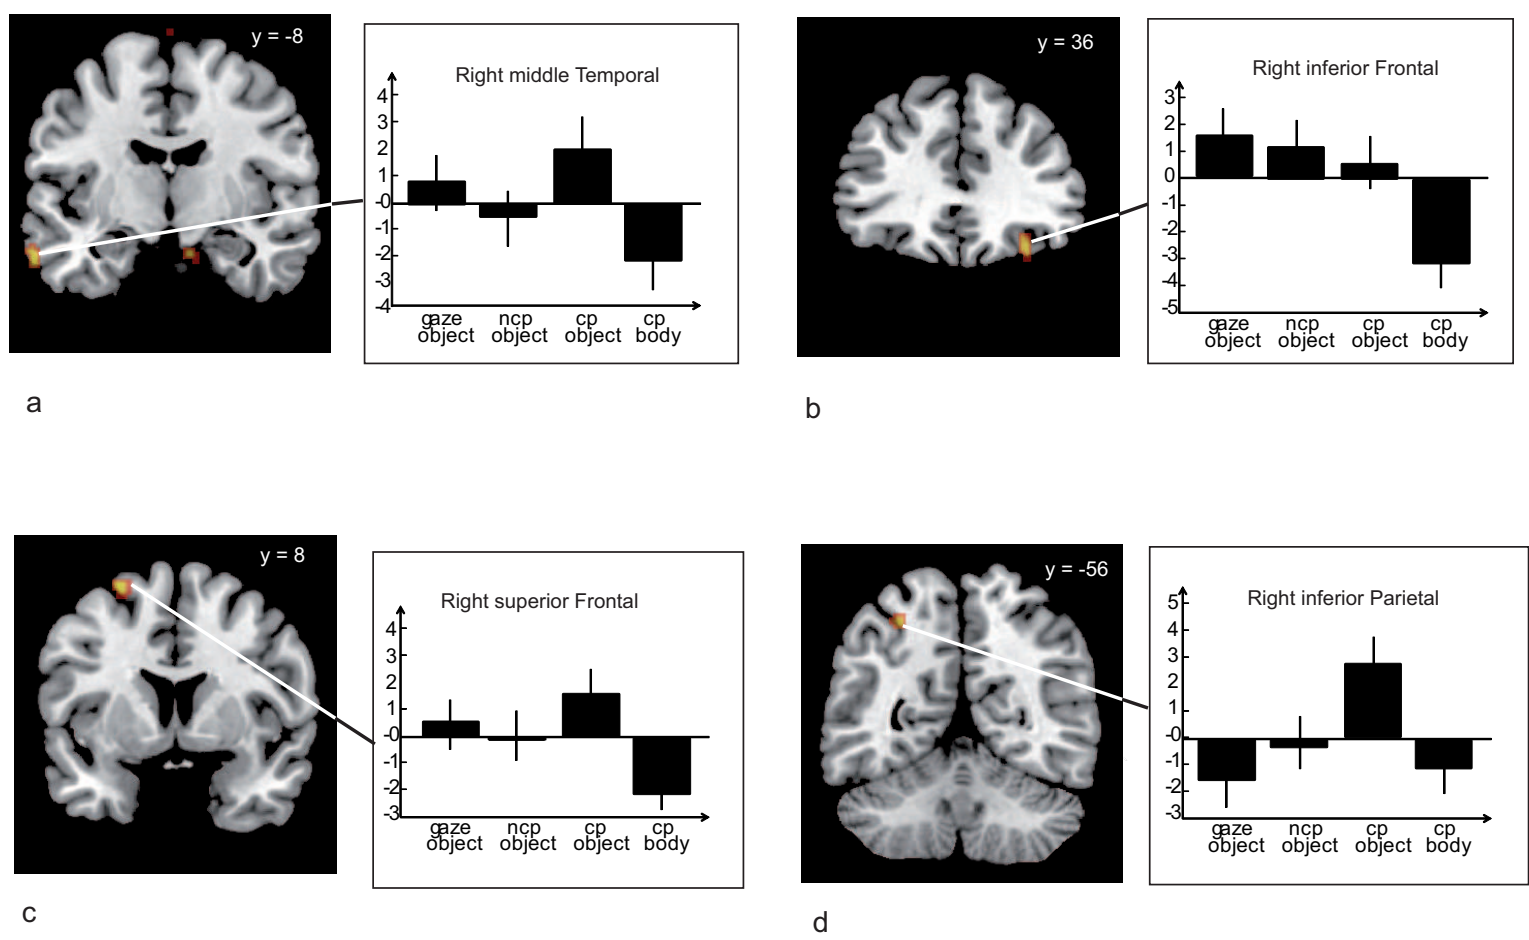 y = -8
Right middle Temporal
4
3
2
1
-0
-1
-2
-3
-4
gaze object
ncp object
cp object
cp body
a
y = 36
Right inferior Frontal
3
2
1
0
-1
-2
-3
-4
-5
gaze object
ncp object
cp object
cp body
b
y = 8
Right superior Frontal
4
3
2
1
-0
-1
-2
-3
gaze object
ncp object
cp object
cp body
c
y = -56
Right inferior Parietal
5
4
3
2
1
-0
-1
-2
-3
gaze object
ncp object
cp object
cp body
d